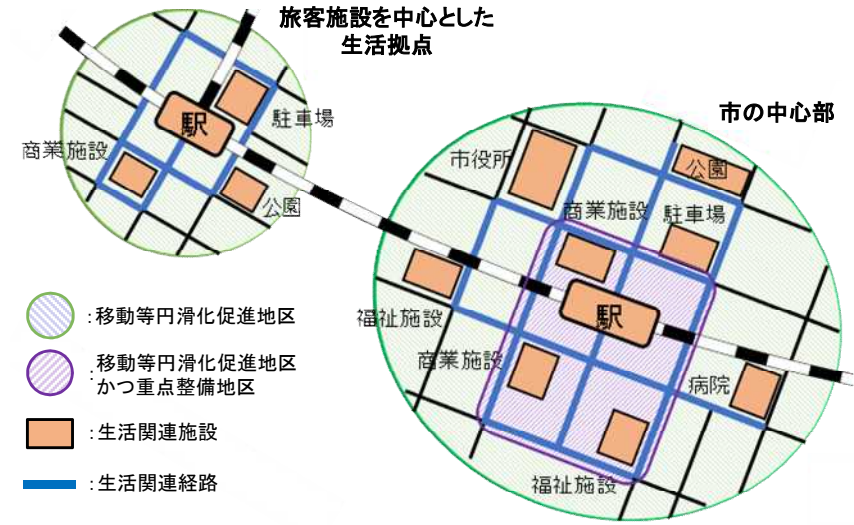 旅客施設を中心とした
生活拠点
駅
駐車場
商業施設
公園
市の中心部
市役所
公園
商業施設
駐車場
福祉施設
駅
商業施設
病院
福祉施設
:移動等円滑化促進地区
:移動等円滑化促進地区
かつ重点整備地区
:生活関連施設
:生活関連経路